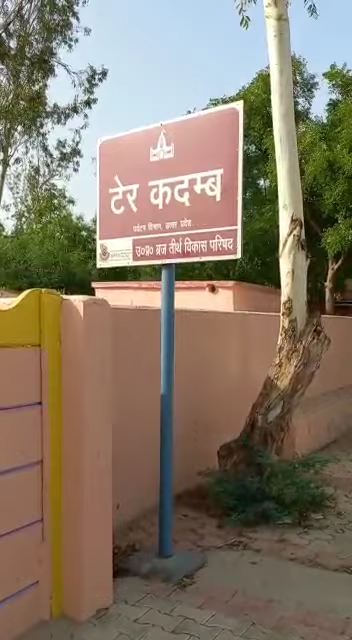 टेर कदम्ब
पर्यटन विभाग, उत्तर प्रदेश
उ०प्र० ब्रज तीर्थ विकास परिषद